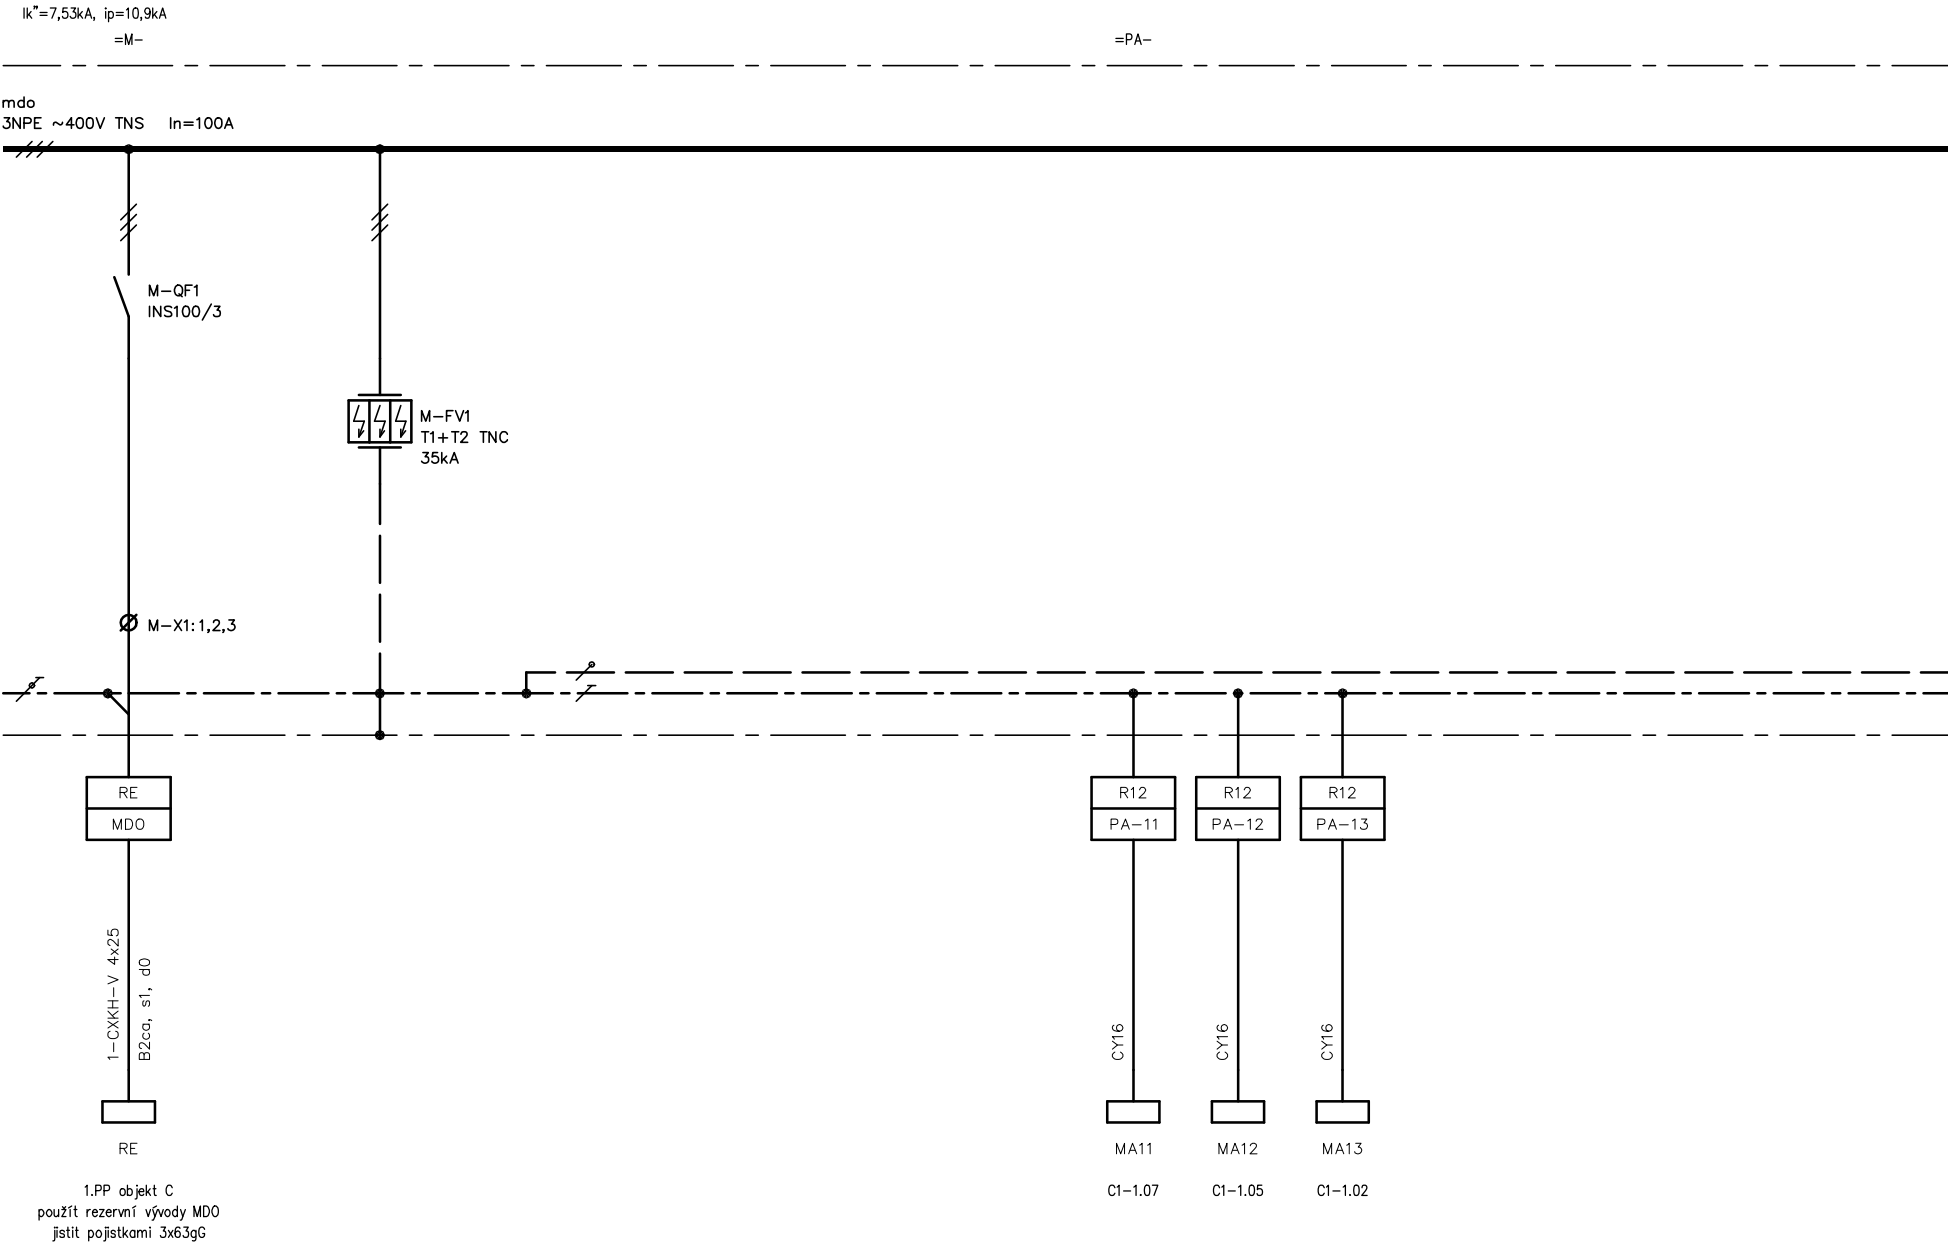 Ik"=7,53kA, ip=10,9kA
=M-
=PA-
mdo
3NPE ~400V TNS In=100A
M-QF1
INS100/3
M-FV1
T1+T2 TNC
35kA
M-X1:1,2,3
RE
MDO
R12
PA-11
R12
PA-12
R12
PA-13
1-CXKH-V 4x25
B2ca, s1, d0
CY16
CY16
CY16
RE
MA11
MA12
MA13
1.PP objekt C
použít rezervní vývody MDO
jistit pojistkami 3x63gG
C1-1.07
C1-1.05
C1-1.02